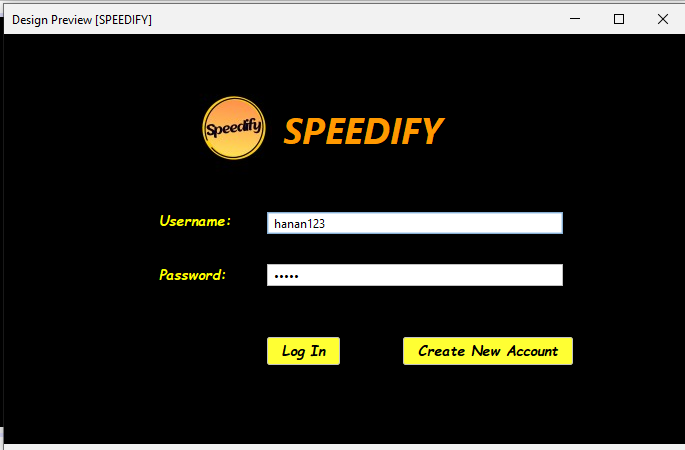 Design Preview [SPEEDIFY]
Speedify SPEEDIFY
Username: hanan123
Password: •••••
Log In Create New Account